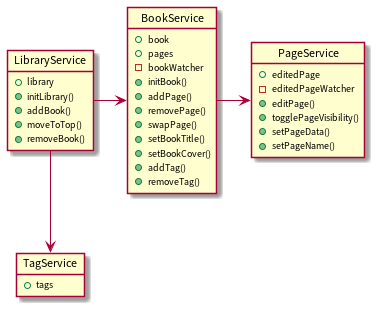 LibraryService
library
initLibrary()
addBook()
moveToTop()
removeBook()
BookService
book
pages
bookWatcher
initBook()
addPage()
removePage()
swapPage()
setBookTitle()
setBookCover()
addTag()
removeTag()
PageService
editedPage
editedPageWatcher
editPage()
togglePageVisibility()
setPageData()
setPageName()
TagService
tags